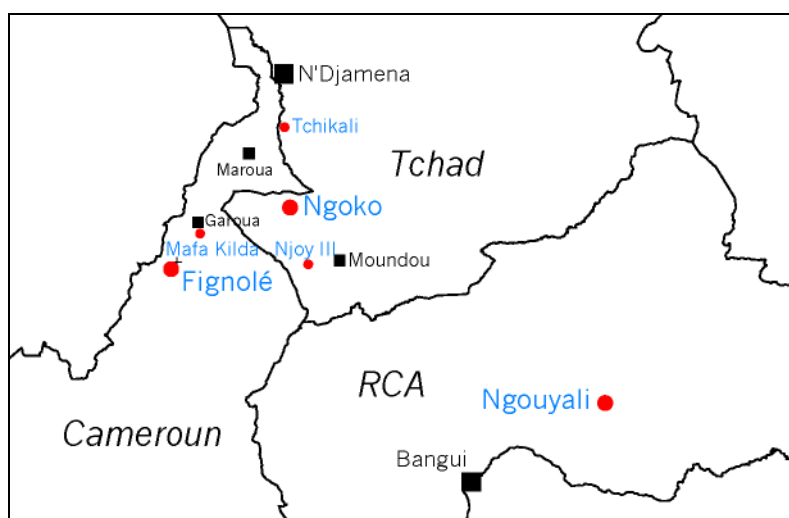 N'Djamena
Tchikali
Maroua
Tchad
Ngoko
Garoua
Mafa Kilda
Njoy III
Moundou
Fignolé
RCA
Ngouyali
Cameroun
Bangui